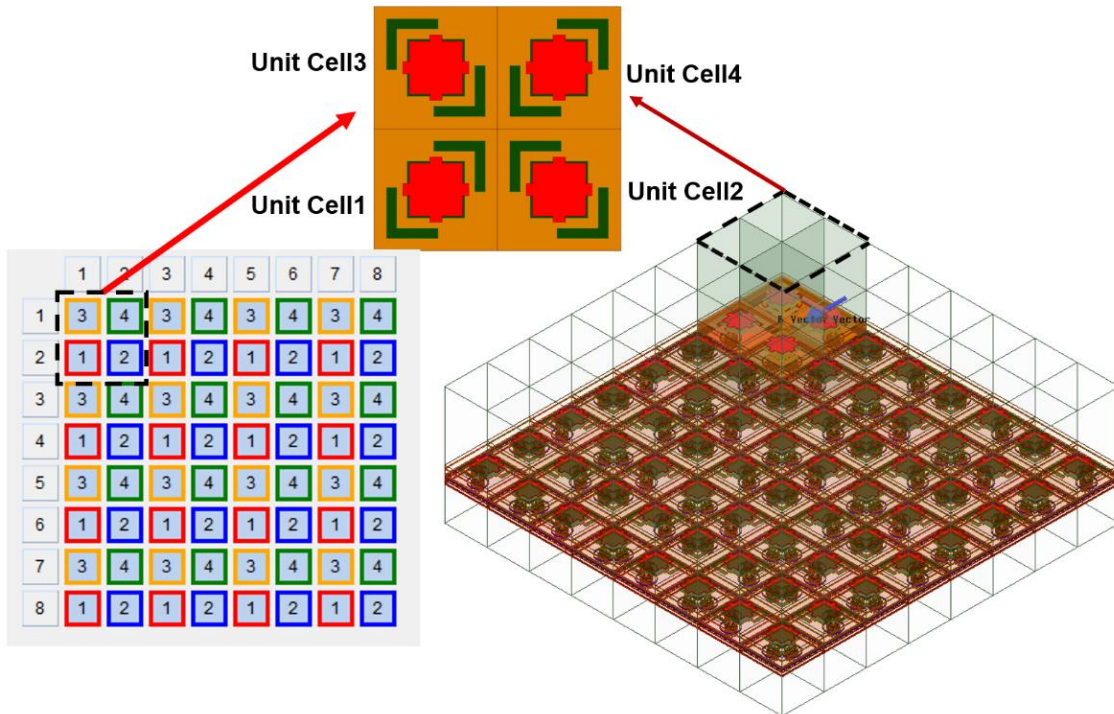 Unit Cell3
Unit Cell4
Unit Cell1
Unit Cell2
1 2 3 4 5 6 7 8
1 3 4 3 4 3 4 3 4
2 1 2 1 2 1 2 1 2
3 3 4 3 4 3 4 3 4
4 1 2 1 2 1 2 1 2
5 3 4 3 4 3 4 3 4
6 1 2 1 2 1 2 1 2
7 3 4 3 4 3 4 3 4
8 1 2 1 2 1 2 1 2
Vector Vector